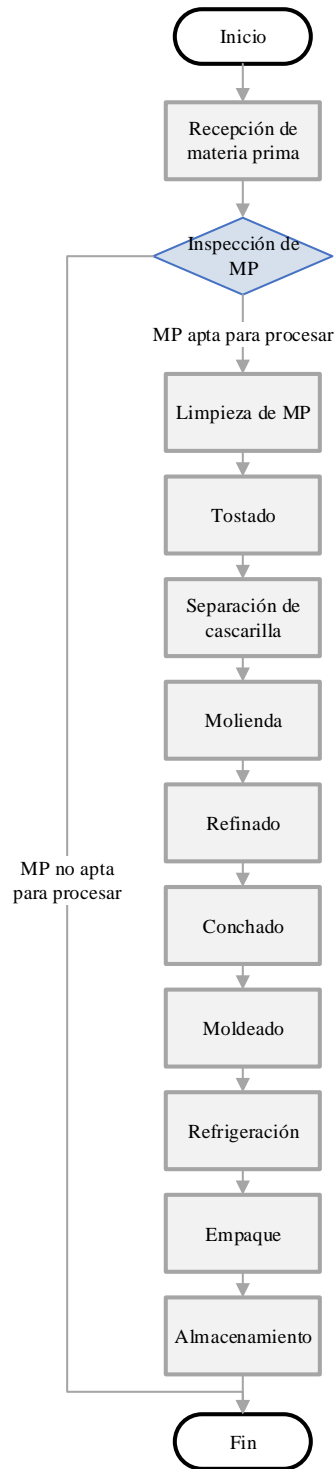 Inicio
Recepción de
materia prima
Inspección de
MP
MP apta para procesar
Limpieza de MP
Tostado
Separación de
cascarilla
Molienda
Refinado
MP no apta
para procesar
Conchado
Moldeado
Refrigeración
Empaque
Almacenamiento
Fin